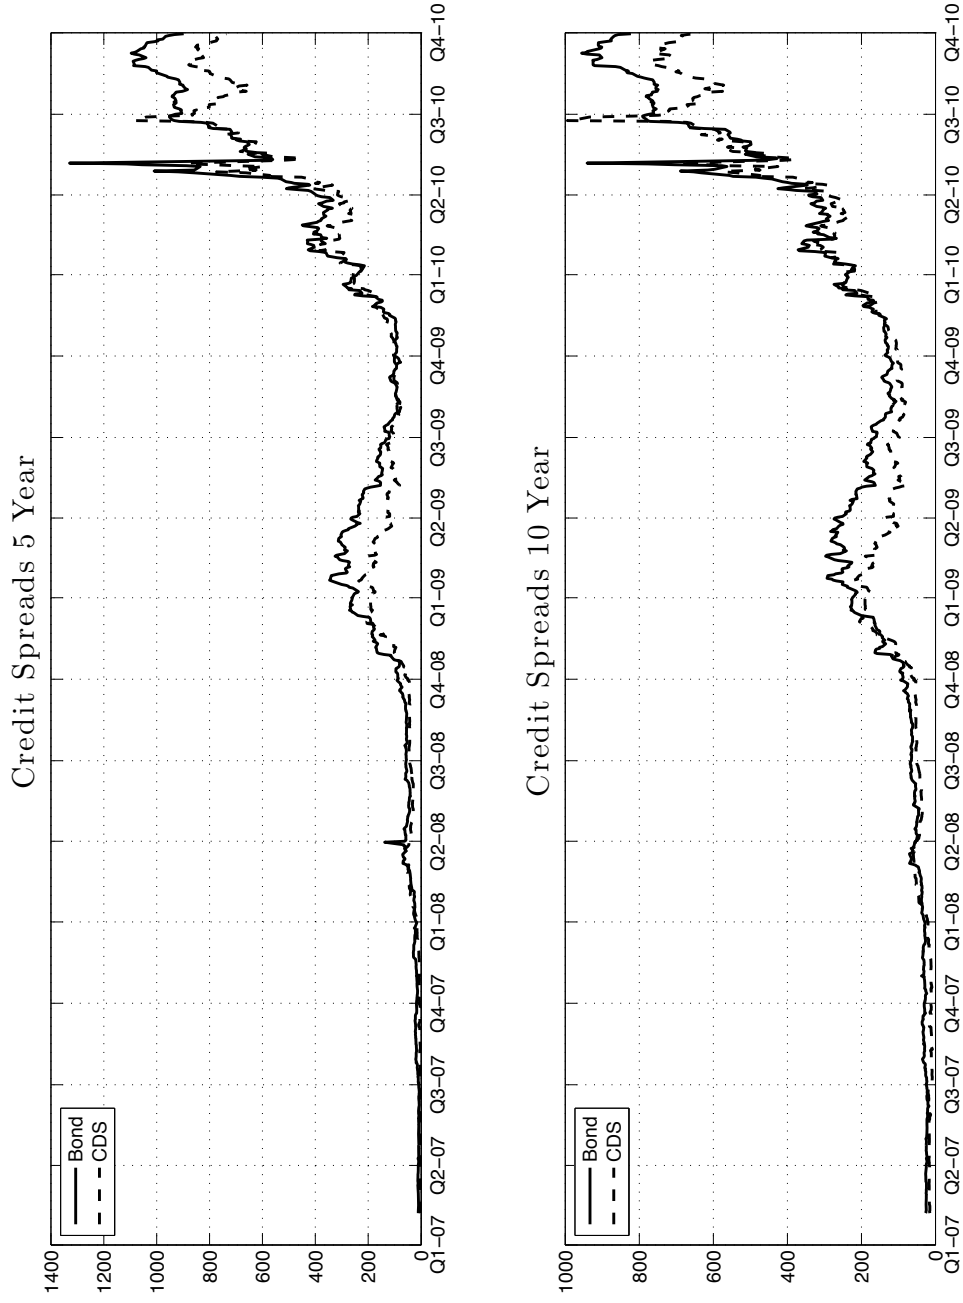 Credit Spreads 5 Year
1400
1200
1000
800
600
400
200
0
Bond
CDS
Q1−07
Q2−07
Q3−07
Q4−07
Q1−08
Q2−08
Q3−08
Q4−08
Q1−09
Q2−09
Q3−09
Q4−09
Q1−10
Q2−10
Q3−10
Q4−10
Credit Spreads 10 Year
1000
800
600
400
200
0
Bond
CDS
Q1−07
Q2−07
Q3−07
Q4−07
Q1−08
Q2−08
Q3−08
Q4−08
Q1−09
Q2−09
Q3−09
Q4−09
Q1−10
Q2−10
Q3−10
Q4−10